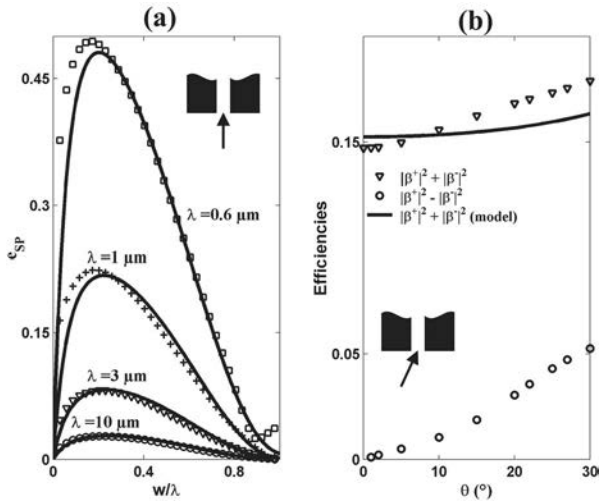 (a)
0.45
0.3
0.15
0
e_SP
λ =0.6 μm
λ =1 μm
λ =3 μm
λ =10 μm
0 0.4 0.8
w/λ
(b)
0.15
0.05
Efficiencies
|β⁺|² + |β⁻|²
|β⁺|² - |β⁻|²
|β⁺|² + |β⁻|² (model)
0 10 20 30
θ (°)